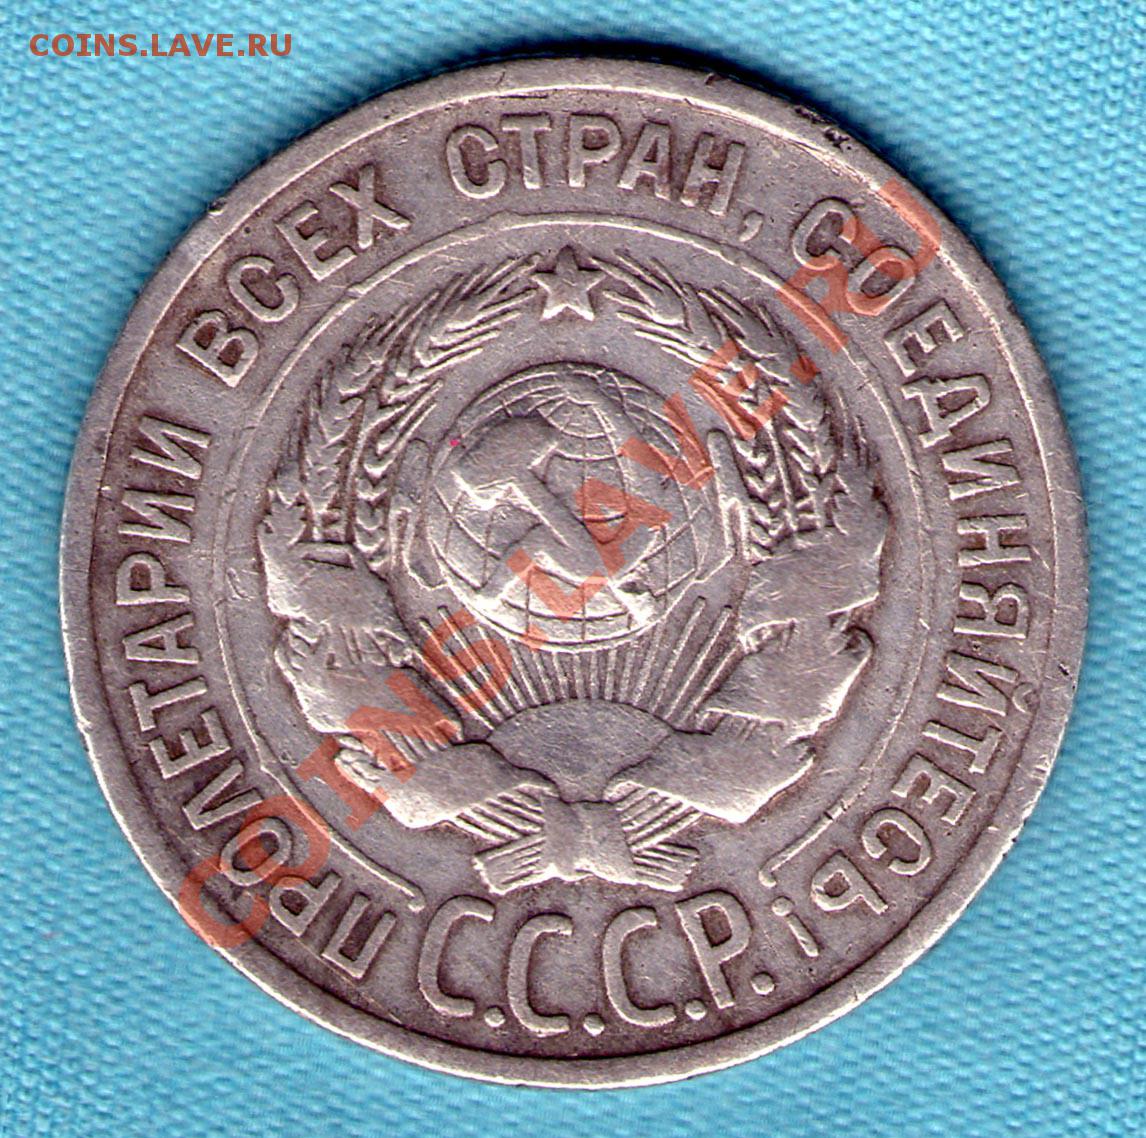 COINS.LAVE.RU
ПРОЛЕТАРИИ ВСЕХ СТРАН, СОЕДИНЯЙТЕСЬ!
С.С.С.Р.
COINS.LAVE.RU